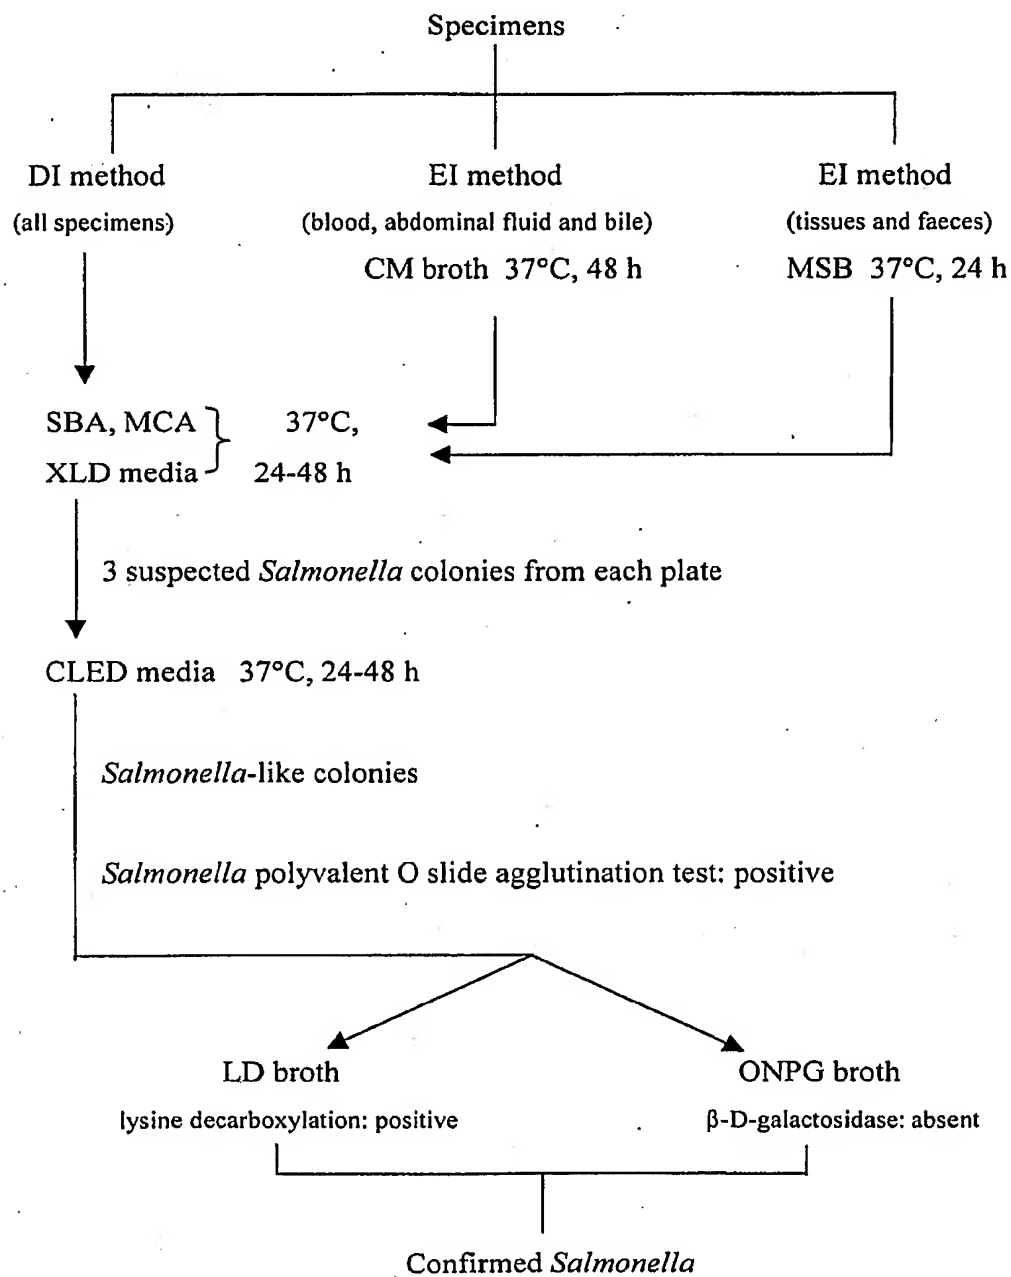 Specimens
DI method
(all specimens)
EI method
(blood, abdominal fluid and bile)
CM broth 37°C, 48 h
EI method
(tissues and faeces)
MSB 37°C, 24 h
SBA, MCA 37°C,
XLD media 24-48 h
3 suspected Salmonella colonies from each plate
CLED media 37°C, 24-48 h
Salmonella-like colonies
Salmonella polyvalent O slide agglutination test: positive
LD broth
lysine decarboxylation: positive
ONPG broth
β-D-galactosidase: absent
Confirmed Salmonella